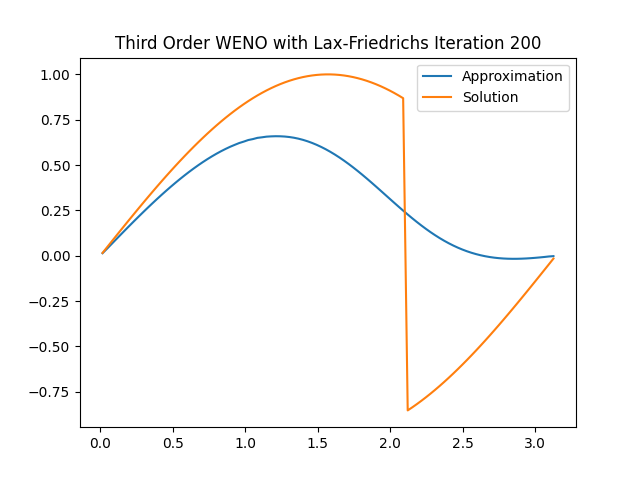 Third Order WENO with Lax-Friedrichs Iteration 200
Approximation
Solution
1.00
0.75
0.50
0.25
0.00
−0.25
−0.50
−0.75
0.0 0.5 1.0 1.5 2.0 2.5 3.0